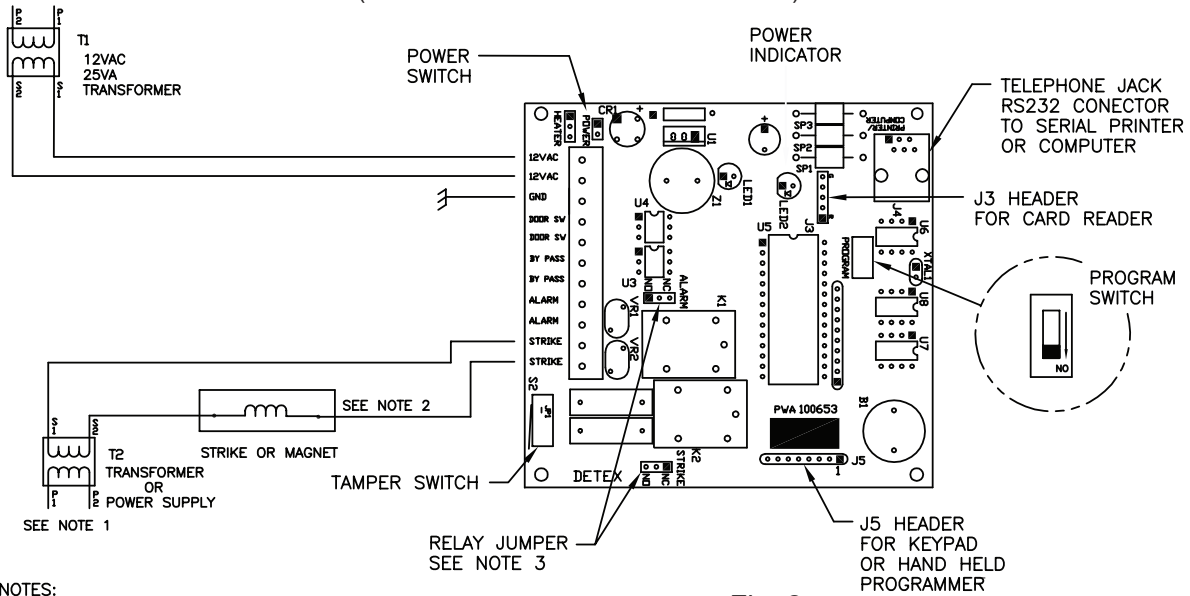 P2
P1
T1
12VAC
25VA
TRANSFORMER
S2
S1
POWER
SWITCH
POWER
INDICATOR
TELEPHONE JACK
RS232 CONECTOR
TO SERIAL PRINTER
OR COMPUTER
HEATER
POWER
CR1
+
U1
+
SP3
SP2
SP1
PRINTER/
COMPUTER
12VAC
12VAC
GND
DOOR SW
DOOR SW
BY PASS
BY PASS
ALARM
ALARM
STRIKE
STRIKE
Z1
LED1
LED2
U4
U3
NO
NC
ALARM
VR1
VR2
K1
K2
U5
J3
J4
U6
XTAL1
U8
U7
PROGRAM
J3 HEADER
FOR CARD READER
PROGRAM
SWITCH
NO
S2
JP1
PWA 100653
B1
J5
1
DETEX
NO
NC
STRIKE
SEE NOTE 2
STRIKE OR MAGNET
S1
S2
T2
TRANSFORMER
OR
POWER SUPPLY
P1
P2
SEE NOTE 1
TAMPER SWITCH
RELAY JUMPER
SEE NOTE 3
J5 HEADER
FOR KEYPAD
OR HAND HELD
PROGRAMMER
NOTES: